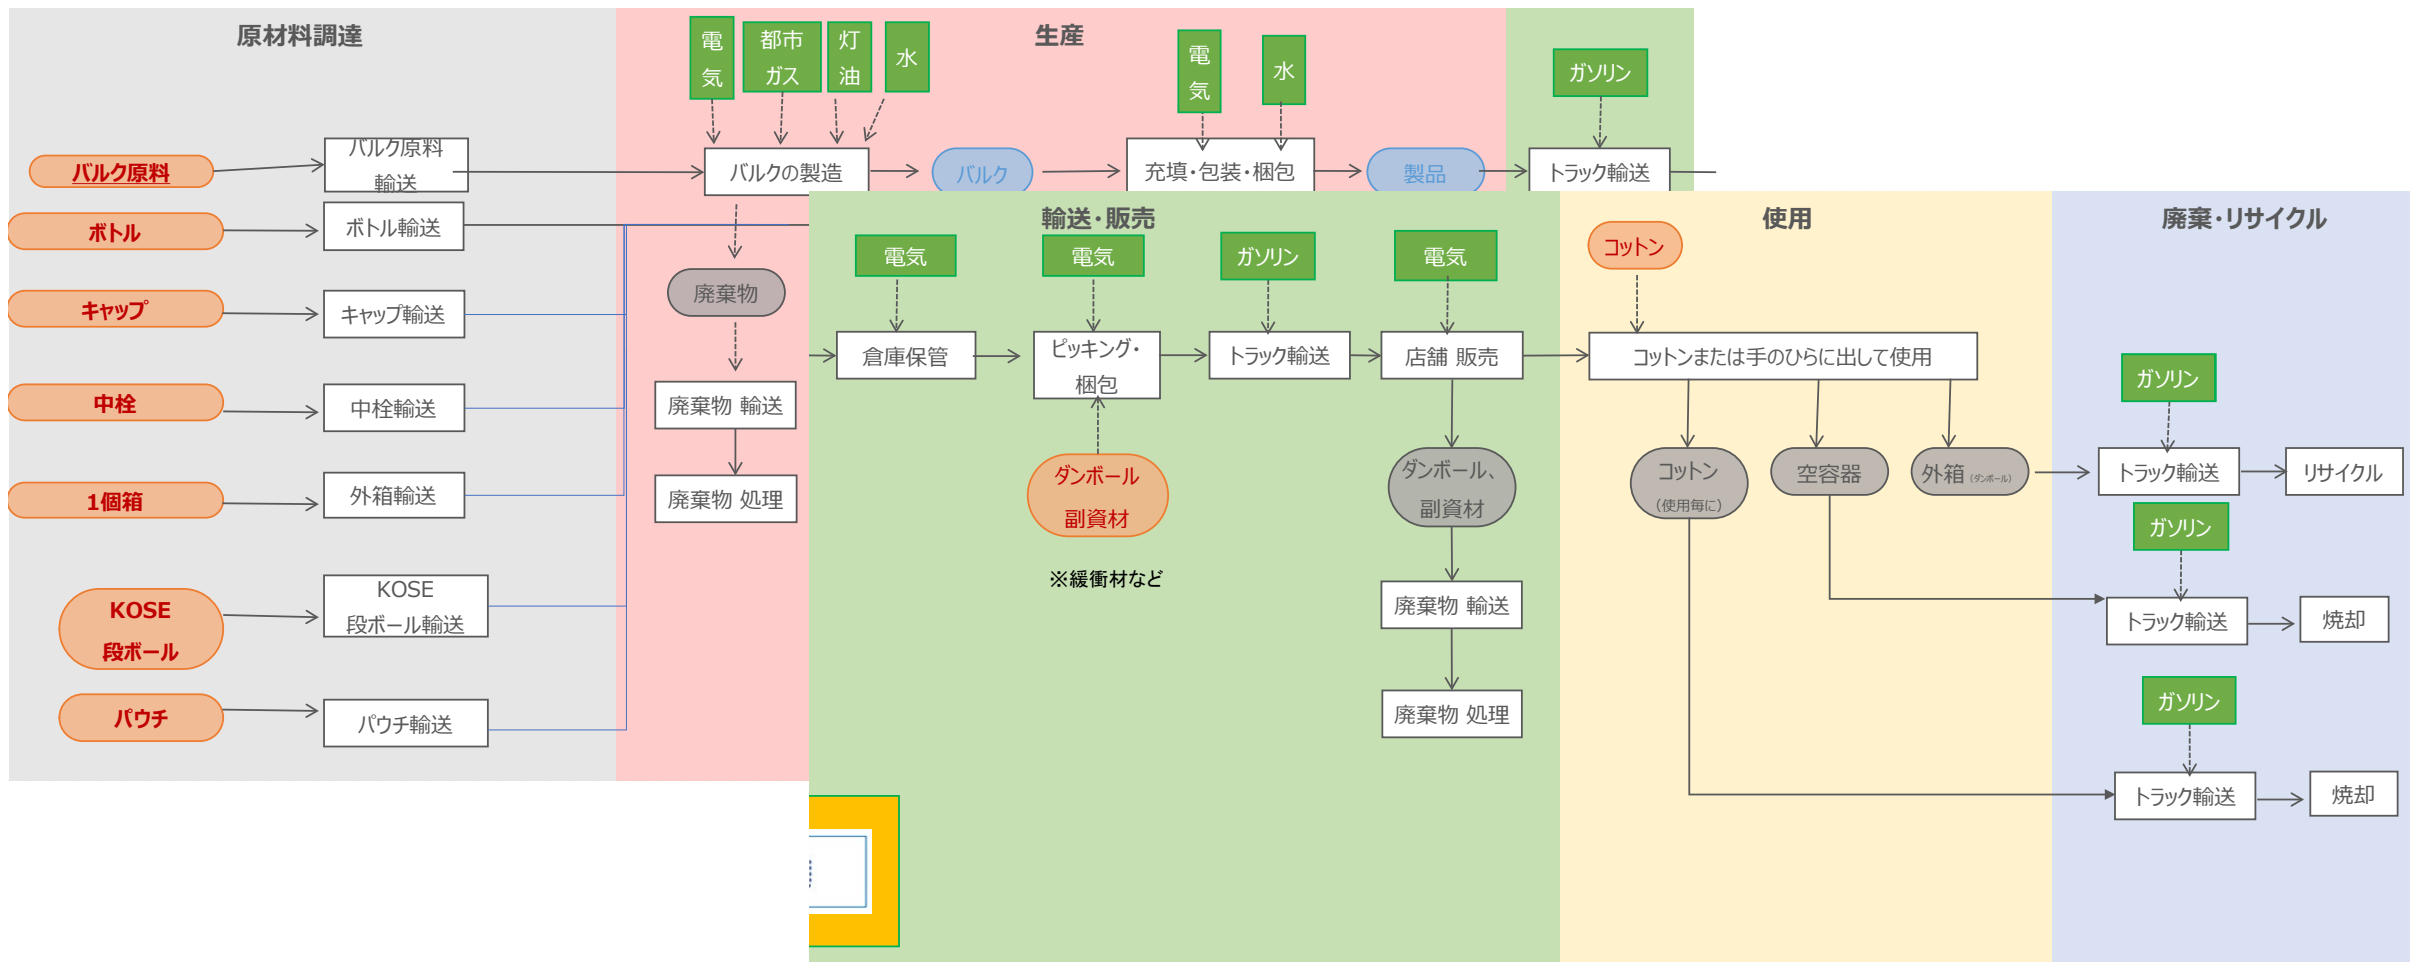 原材料調達
生産
電
気
都市
ガス
灯
油
水
電
気
水
ガソリン
バルク原料
バルク原料
輸送
バルクの製造
バルク
充填・包装・梱包
製品
トラック輸送
ボトル
ボトル輸送
キャップ
キャップ輸送
中栓
中栓輸送
1個箱
外箱輸送
KOSE
段ボール
KOSE
段ボール輸送
パウチ
パウチ輸送
廃棄物
廃棄物 輸送
廃棄物 処理
輸送・販売
電気
電気
ガソリン
電気
倉庫保管
ピッキング・
梱包
トラック輸送
店舗 販売
ダンボール
副資材
※緩衝材など
ダンボール、
副資材
廃棄物 輸送
廃棄物 処理
使用
コットン
コットンまたは手のひらに出して使用
コットン
（使用毎に）
空容器
外箱（ダンボール）
廃棄・リサイクル
ガソリン
トラック輸送
リサイクル
ガソリン
トラック輸送
焼却
ガソリン
トラック輸送
焼却